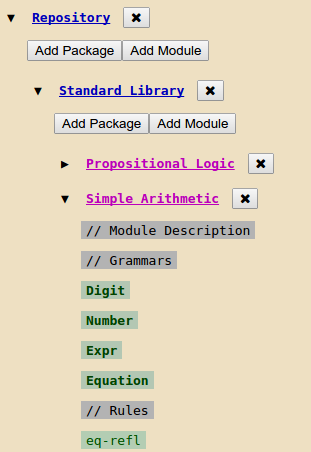 ▼ Repository ✖
Add Package Add Module
▼ Standard Library ✖
Add Package Add Module
▶ Propositional Logic ✖
▼ Simple Arithmetic ✖
// Module Description
// Grammars
Digit
Number
Expr
Equation
// Rules
eq-refl